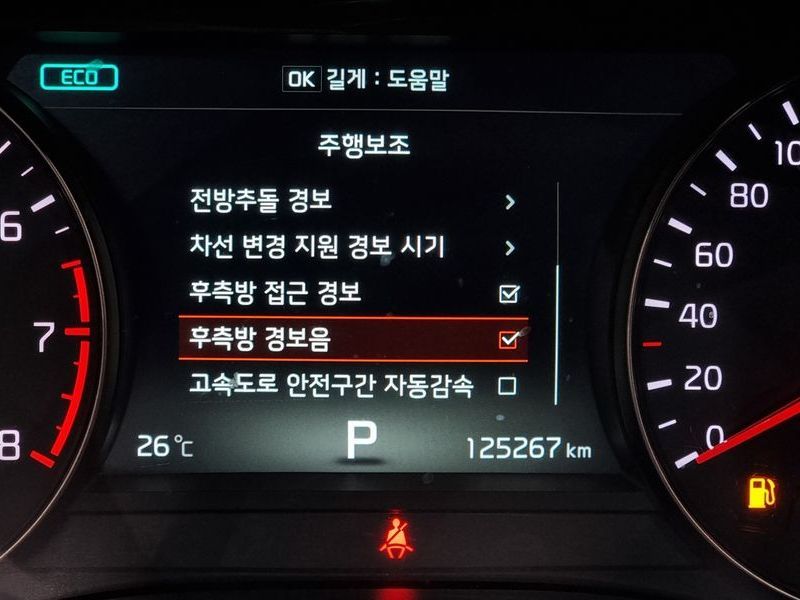 ECO
OK 길게 : 도움말
주행보조
전방추돌 경보
차선 변경 지원 경보 시기
후측방 접근 경보
후측방 경보음
고속도로 안전구간 자동감속
26℃
P
125267 km
6
7
8
80
60
40
20
0